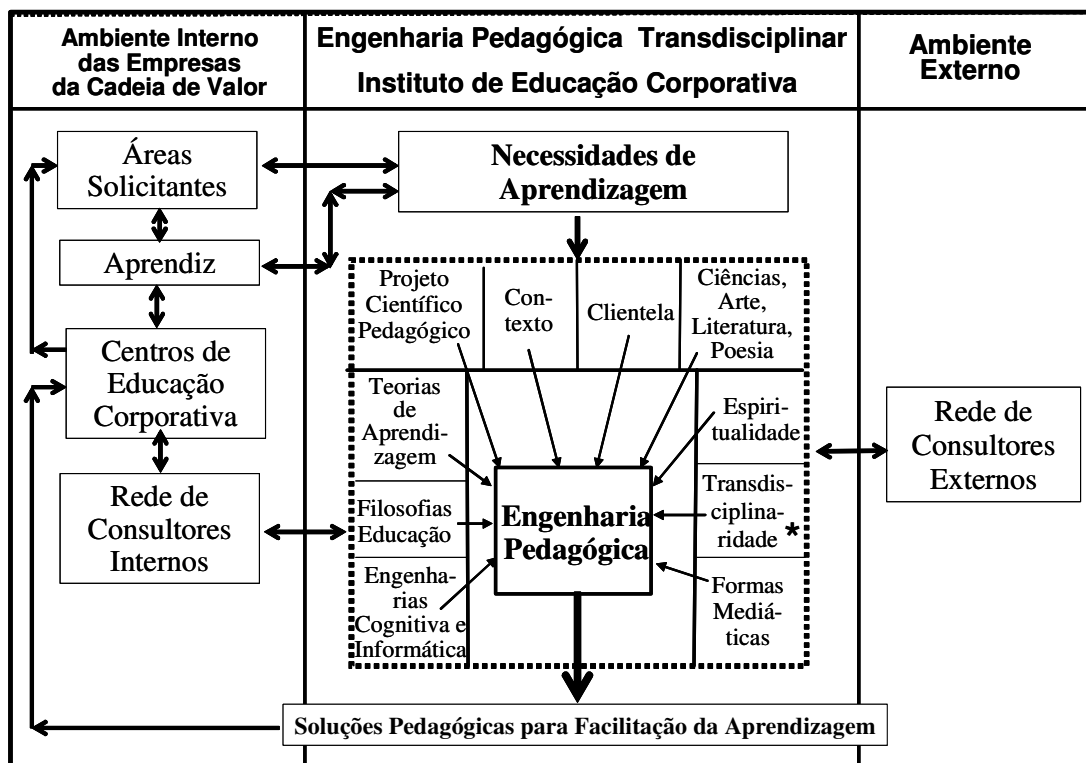 Ambiente Interno
das Empresas
da Cadeia de Valor
Engenharia Pedagógica Transdisciplinar
Instituto de Educação Corporativa
Ambiente
Externo
Áreas
Solicitantes
Aprendiz
Centros de
Educação
Corporativa
Rede de
Consultores
Internos
Necessidades de
Aprendizagem
Projeto
Científico
Pedagógico
Con-
texto
Clientela
Ciências,
Arte,
Literatura,
Poesia
Teorias
de
Aprendi-
zagem
Filosofias
Educação
Engenha-
rias
Cognitiva e
Informática
Engenharia
Pedagógica
Espiri-
tualidade
Transdis-
ciplina-
ridade *
Formas
Mediá-
ticas
Rede de
Consultores
Externos
Soluções Pedagógicas para Facilitação da Aprendizagem